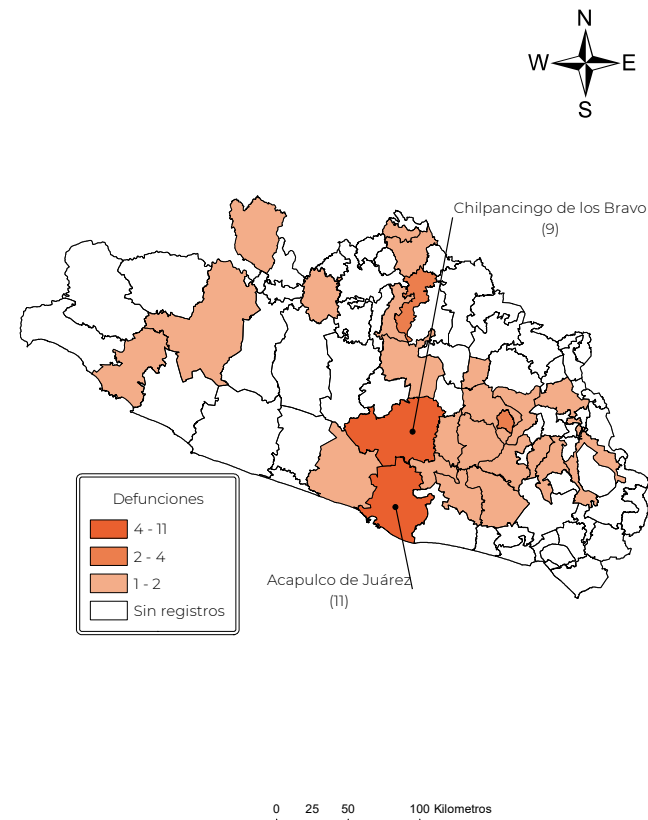 N
W E
S
Chilpancingo de los Bravo
(9)
Defunciones
4 - 11
2 - 4
1 - 2
Sin registros
Acapulco de Juárez
(11)
0 25 50 100 Kilometros